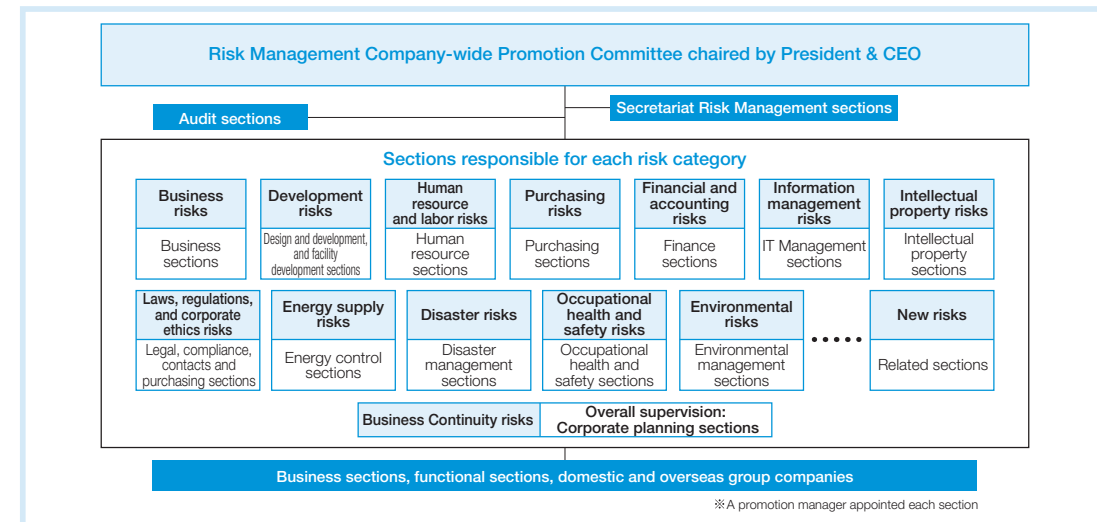 Risk Management Company-wide Promotion Committee chaired by President & CEO
Secretariat Risk Management sections
Audit sections
Sections responsible for each risk category
Business
risks
Business
sections
Development
risks
Design and development,
and facility
development sections
Human
resource
and labor risks
Human
resource
sections
Purchasing
risks
Purchasing
sections
Financial and
accounting
risks
Finance
sections
Information
management
risks
IT Management
sections
Intellectual
property risks
Intellectual
property
sections
Laws, regulations,
and corporate
ethics risks
Legal, compliance,
contacts and
purchasing sections
Energy supply
risks
Energy control
sections
Disaster risks
Disaster
management
sections
Occupational
health and
safety risks
Occupational
health and
safety sections
Environmental
risks
Environmental
management
sections
•••••
New risks
Related sections
Business Continuity risks
Overall supervision:
Corporate planning sections
Business sections, functional sections, domestic and overseas group companies
※A promotion manager appointed each section